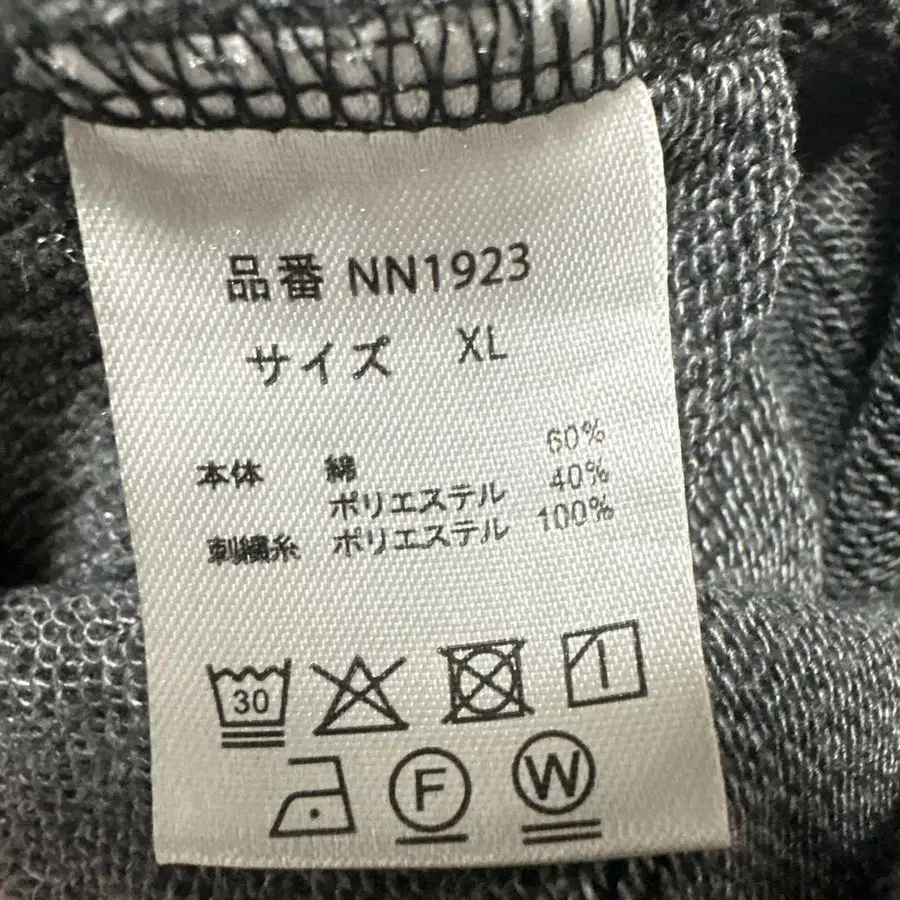 品番 NN1923
サイズ XL
本体 綿 60%
ポリエステル 40%
刺繍糸 ポリエステル 100%
30
F W